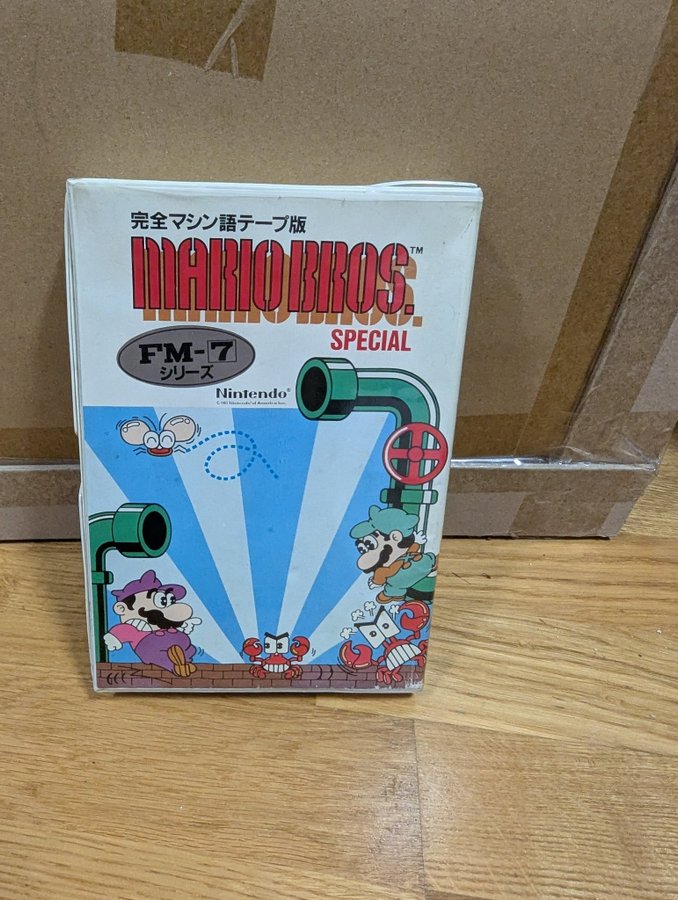 完全マシン語テープ版
MARIO BROS.™
SPECIAL
FM-7
シリーズ
Nintendo®